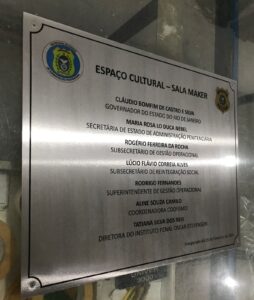 ESPAÇO CULTURAL – SALA MAKER
CLÁUDIO BOMFIM DE CASTRO E SILVA
GOVERNADOR DO ESTADO DO RIO DE JANEIRO
MARIA ROSA LO DUCA NEBEL
SECRETÁRIA DE ESTADO DE ADMINISTRAÇÃO PENITENCIÁRIA
ROGÉRIO FERREIRA DA ROCHA
SUBSECRETÁRIO DE GESTÃO OPERACIONAL
LÚCIO FLÁVIO CORREIA ALVES
SUBSECRETÁRIO DE REINTEGRAÇÃO SOCIAL
RODRIGO FERNANDES
SUPERINTENDENTE DE GESTÃO OPERACIONAL
ALINE SOUZA CAMILO
COORDENADORA
TATIANA SILVA DOS REIS
DIRETORA DO INSTITUTO PENAL OSCAR STEVENSON